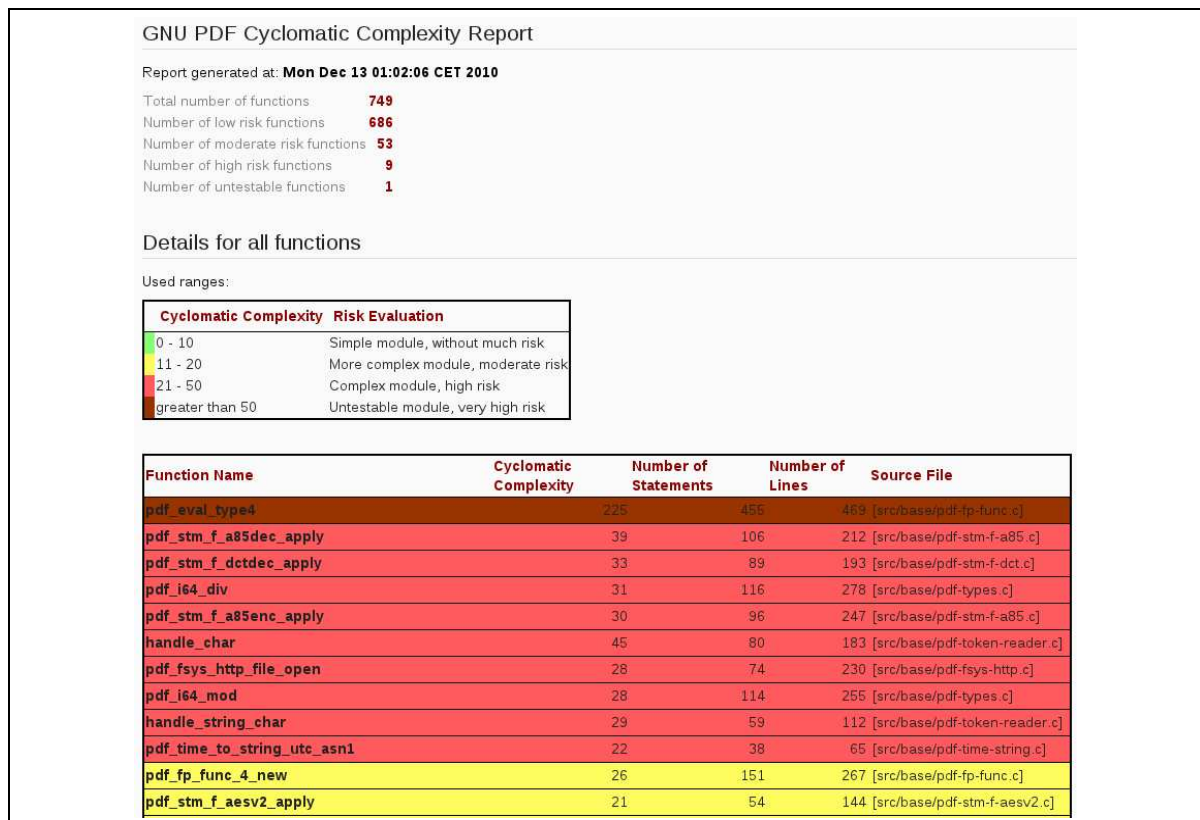 GNU PDF Cyclomatic Complexity Report
Report generated at: Mon Dec 13 01:02:06 CET 2010
Total number of functions 749
Number of low risk functions 686
Number of moderate risk functions 53
Number of high risk functions 9
Number of untestable functions 1
Details for all functions
Used ranges:
Cyclomatic Complexity Risk Evaluation
0 - 10 Simple module, without much risk
11 - 20 More complex module, moderate risk
21 - 50 Complex module, high risk
greater than 50 Untestable module, very high risk
Function Name Cyclomatic Complexity Number of Statements Number of Lines Source File
pdf_eval_type4 225 455 469 [src/base/pdf-fp-func.c]
pdf_stm_f_a85dec_apply 39 106 212 [src/base/pdf-stm-f-a85.c]
pdf_stm_f_dctdec_apply 33 89 193 [src/base/pdf-stm-f-dct.c]
pdf_i64_div 31 116 278 [src/base/pdf-types.c]
pdf_stm_f_a85enc_apply 30 96 247 [src/base/pdf-stm-f-a85.c]
handle_char 45 80 183 [src/base/pdf-token-reader.c]
pdf_fsys_http_file_open 28 74 230 [src/base/pdf-fsys-http.c]
pdf_i64_mod 28 114 255 [src/base/pdf-types.c]
handle_string_char 29 59 112 [src/base/pdf-token-reader.c]
pdf_time_to_string_utc_asn1 22 38 65 [src/base/pdf-time-string.c]
pdf_fp_func_4_new 26 151 267 [src/base/pdf-fp-func.c]
pdf_stm_f_aesv2_apply 21 54 144 [src/base/pdf-stm-f-aesv2.c]